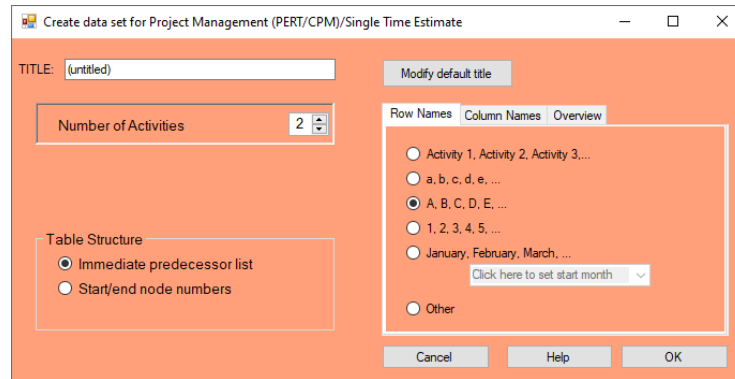 Create data set for Project Management (PERT/CPM)/Single Time Estimate
TITLE: (untitled)
Modify default title
Number of Activities 2
Row Names Column Names Overview
Activity 1, Activity 2, Activity 3,...
a, b, c, d, e, ...
A, B, C, D, E, ...
1, 2, 3, 4, 5, ...
January, February, March, ...
Click here to set start month
Other
Table Structure
Immediate predecessor list
Start/end node numbers
Cancel Help OK